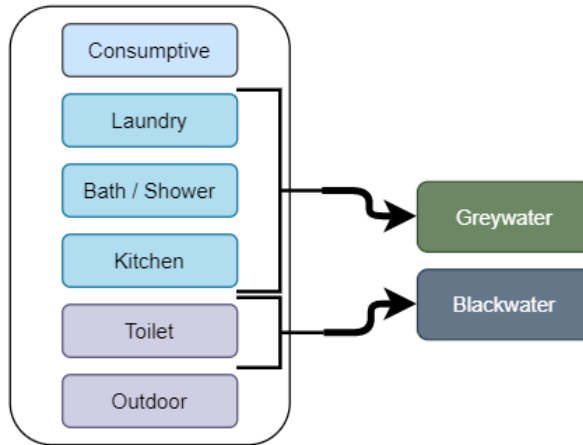 Consumptive
Laundry
Bath / Shower
Kitchen
Toilet
Outdoor
Greywater
Blackwater